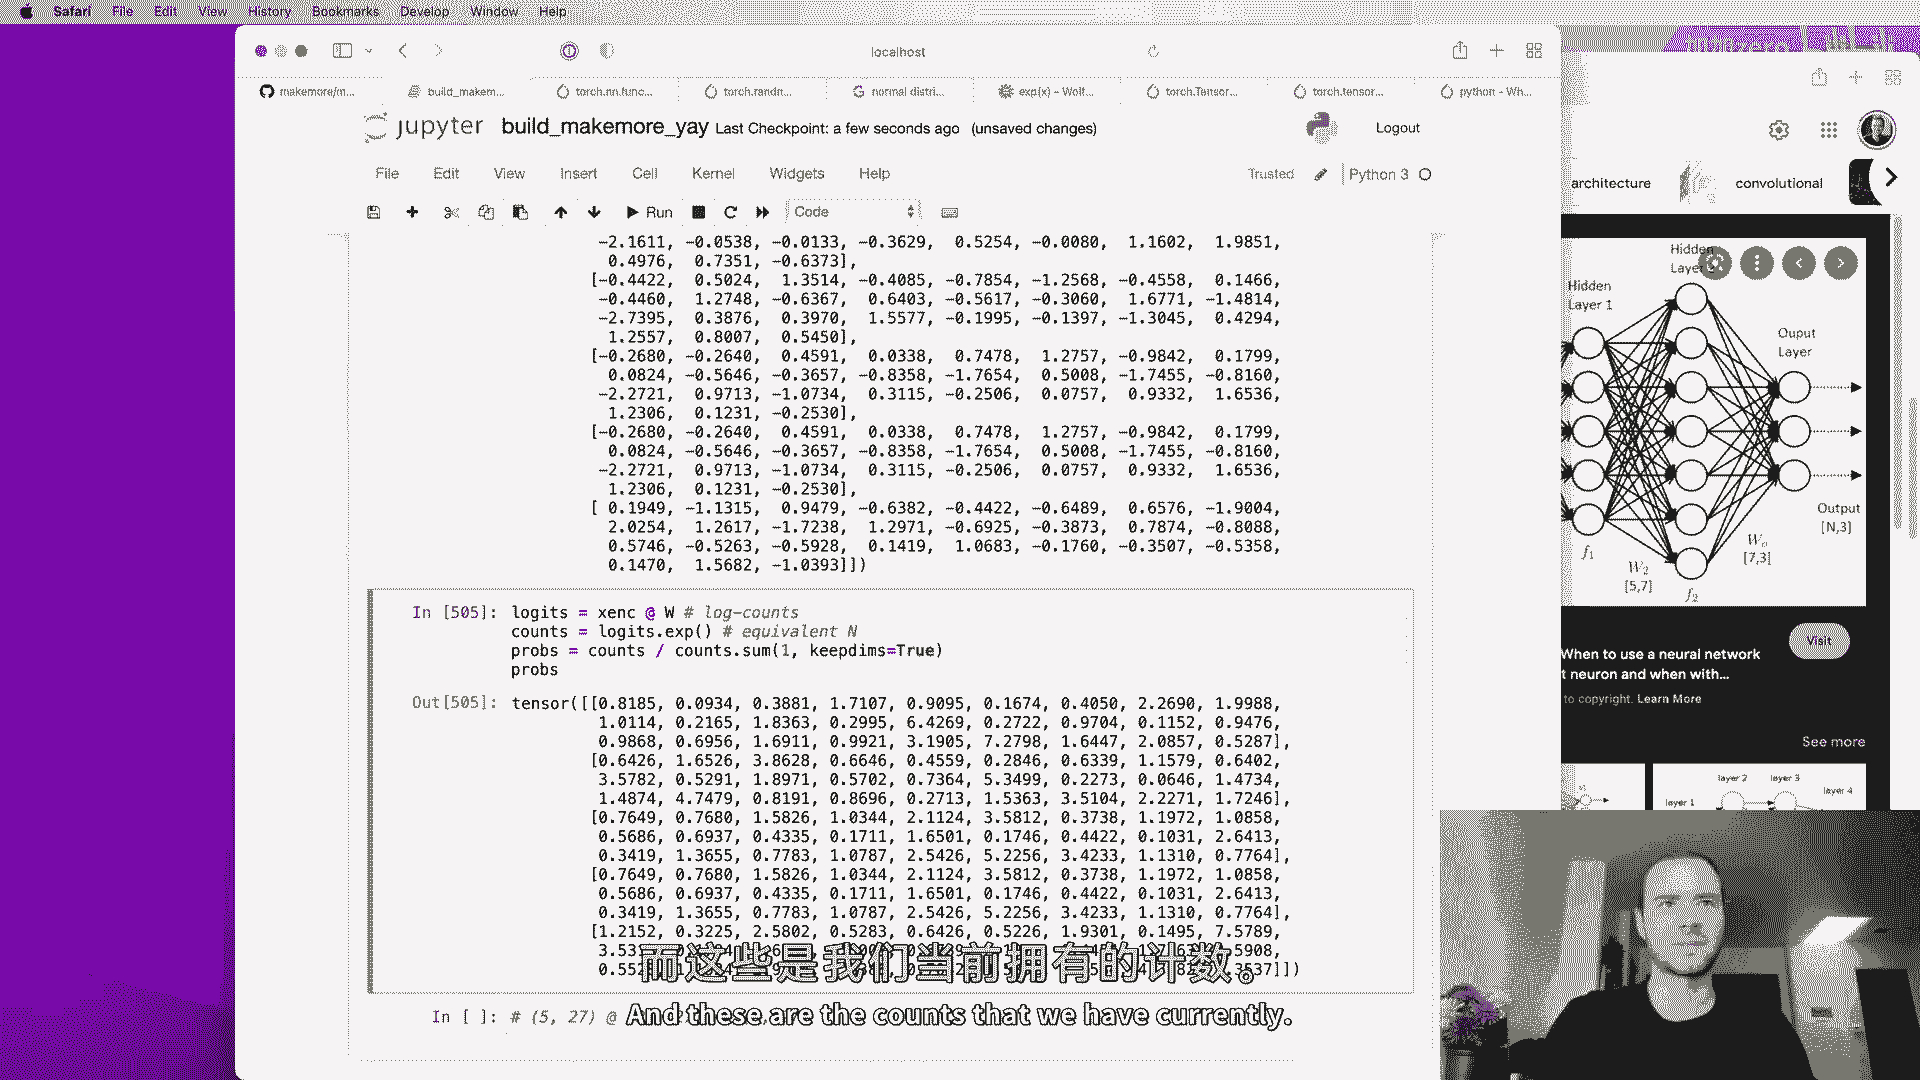 Safari File Edit View History Bookmarks Develop Window Help
localhost
makemore/m... build_makem... torch.nn.func... torch.randn... normal distri... exp(x) – Wolf... torch.Tensor... torch.tensor... python - Wh...
jupyter build_makemore_yay Last Checkpoint: a few seconds ago (unsaved changes) Logout
File Edit View Insert Cell Kernel Widgets Help Trusted Python 3
Run Code
-2.1611, -0.0538, -0.0133, -0.3629, 0.5254, -0.0080, 1.1602, 1.9851,
0.4976, 0.7351, -0.6373],
[-0.4422, 0.5024, 1.3514, -0.4085, -0.7854, -1.2568, -0.4558, 0.1466,
-0.4460, 1.2748, -0.6367, 0.6403, -0.5617, -0.3060, 1.6771, -1.4814,
-2.7395, 0.3876, 0.3970, 1.5577, -0.1995, -0.1397, -1.3045, 0.4294,
1.2557, 0.8007, 0.5450],
[-0.2680, -0.2640, 0.4591, 0.0338, 0.7478, 1.2757, -0.9842, 0.1799,
0.0824, -0.5646, -0.3657, -0.8358, -1.7654, 0.5008, -1.7455, -0.8160,
-2.2721, 0.9713, -1.0734, 0.3115, -0.2506, 0.0757, 0.9332, 1.6536,
1.2306, 0.1231, -0.2530],
[-0.2680, -0.2640, 0.4591, 0.0338, 0.7478, 1.2757, -0.9842, 0.1799,
0.0824, -0.5646, -0.3657, -0.8358, -1.7654, 0.5008, -1.7455, -0.8160,
-2.2721, 0.9713, -1.0734, 0.3115, -0.2506, 0.0757, 0.9332, 1.6536,
1.2306, 0.1231, -0.2530],
[ 0.1949, -1.1315, 0.9479, -0.6382, -0.4422, -0.6489, 0.6576, -1.9004,
2.0254, 1.2617, -1.7238, 1.2971, -0.6925, -0.3873, 0.7874, -0.8088,
0.5746, -0.5263, -0.5928, 0.1419, 1.0683, -0.1760, -0.3507, -0.5358,
0.1470, 1.5682, -1.0393]])
In [505]: logits = xenc @ W # log-counts
counts = logits.exp() # equivalent N
probs = counts / counts.sum(1, keepdims=True)
probs
Out[505]: tensor([[0.8185, 0.0934, 0.3881, 1.7107, 0.9095, 0.1674, 0.4050, 2.2690, 1.9988,
1.0114, 0.2165, 1.8363, 0.2995, 6.4269, 0.2722, 0.9704, 0.1152, 0.9476,
0.9868, 0.6956, 1.6911, 0.9921, 3.1905, 7.2798, 1.6447, 2.0857, 0.5287],
[0.6426, 1.6526, 3.8628, 0.6646, 0.4559, 0.2846, 0.6339, 1.1579, 0.6402,
3.5782, 0.5291, 1.8971, 0.5702, 0.7364, 5.3499, 0.2273, 0.0646, 1.4734,
1.4874, 4.7479, 0.8191, 0.8696, 0.2713, 1.5363, 3.5104, 2.2271, 1.7246],
[0.7649, 0.7680, 1.5826, 1.0344, 2.1124, 3.5812, 0.3738, 1.1972, 1.0858,
0.5686, 0.6937, 0.4335, 0.1711, 1.6501, 0.1746, 0.4422, 0.1031, 2.6413,
0.3419, 1.3655, 0.7783, 1.0787, 2.5426, 5.2256, 3.4233, 1.1310, 0.7764],
[0.7649, 0.7680, 1.5826, 1.0344, 2.1124, 3.5812, 0.3738, 1.1972, 1.0858,
0.5686, 0.6937, 0.4335, 0.1711, 1.6501, 0.1746, 0.4422, 0.1031, 2.6413,
0.3419, 1.3655, 0.7783, 1.0787, 2.5426, 5.2256, 3.4233, 1.1310, 0.7764],
[1.2152, 0.3225, 2.5802, 0.5283, 0.6426, 0.5226, 1.9301, 0.1495, 7.5789,
而这些是我们当前拥有的计数。
In [ ]: # (5, 27) @
And these are the counts that we have currently.
architecture convolutional
Hidden
Hidden
Layer 1
Ouput
Layer
Output
[N,3]
f1
W2
[5,7]
f2
[7,3]
Visit
When to use a neural network
t neuron and when with...
to copyright. Learn More
See more
layer 1 layer 2 layer 3 layer 4